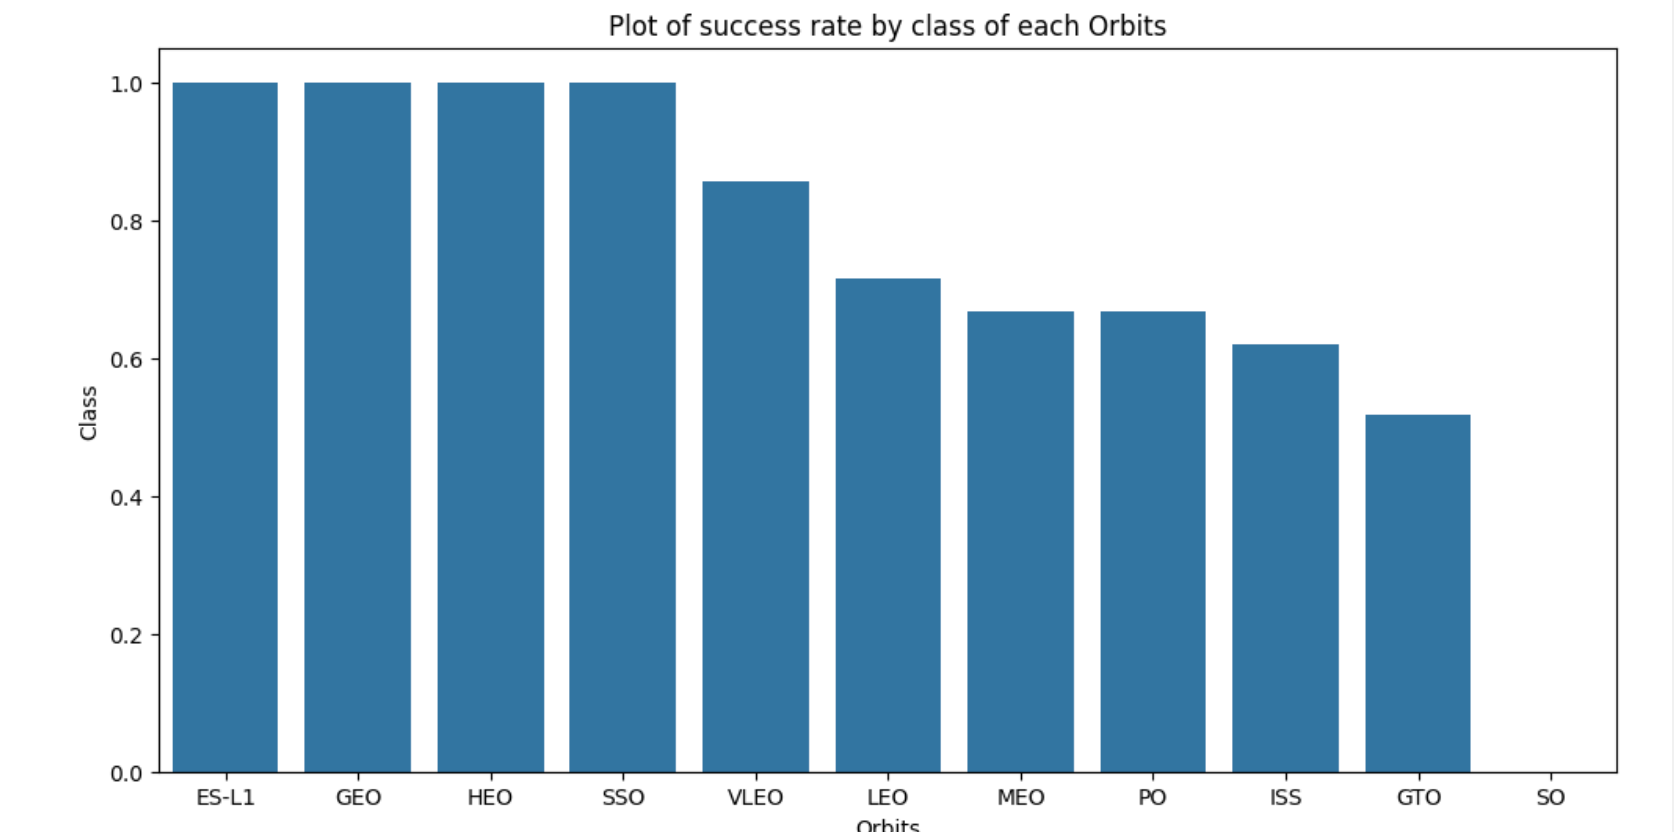 Plot of success rate by class of each Orbits
1.0
0.8
0.6
0.4
0.2
0.0
Class
ES-L1 GEO HEO SSO VLEO LEO MEO PO ISS GTO SO
Orbits